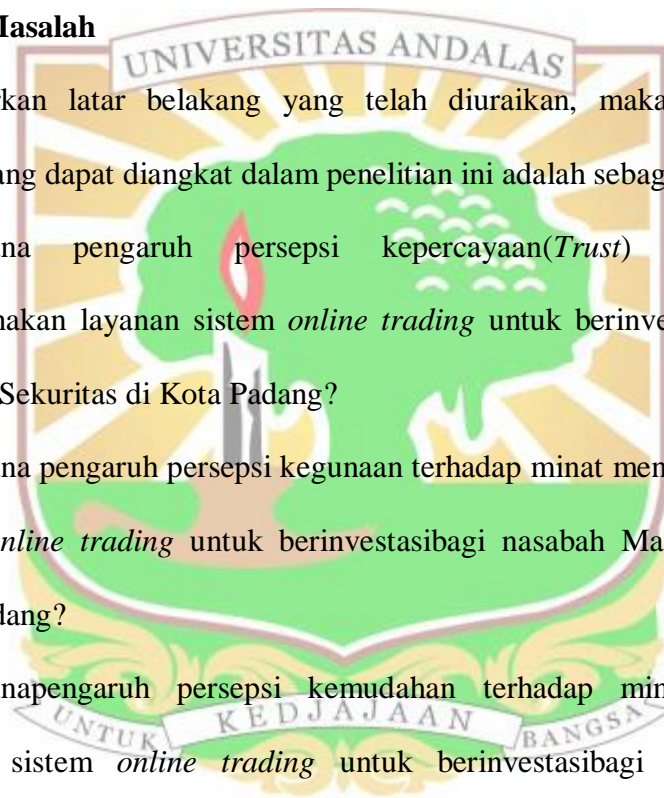 Masalah
UNIVERSITAS ANDALAS
rkan latar belakang yang telah diuraikan, maka
ang dapat diangkat dalam penelitian ini adalah sebag
na pengaruh persepsi kepercayaan(Trust)
nakan layanan sistem online trading untuk berinve
Sekuritas di Kota Padang?
na pengaruh persepsi kegunaan terhadap minat men
nline trading untuk berinvestasibagi nasabah Ma
dang?
napengaruh persepsi kemudahan terhadap min
UNTUK KEDJAJAAN BANGSA
sistem online trading untuk berinvestasibagi